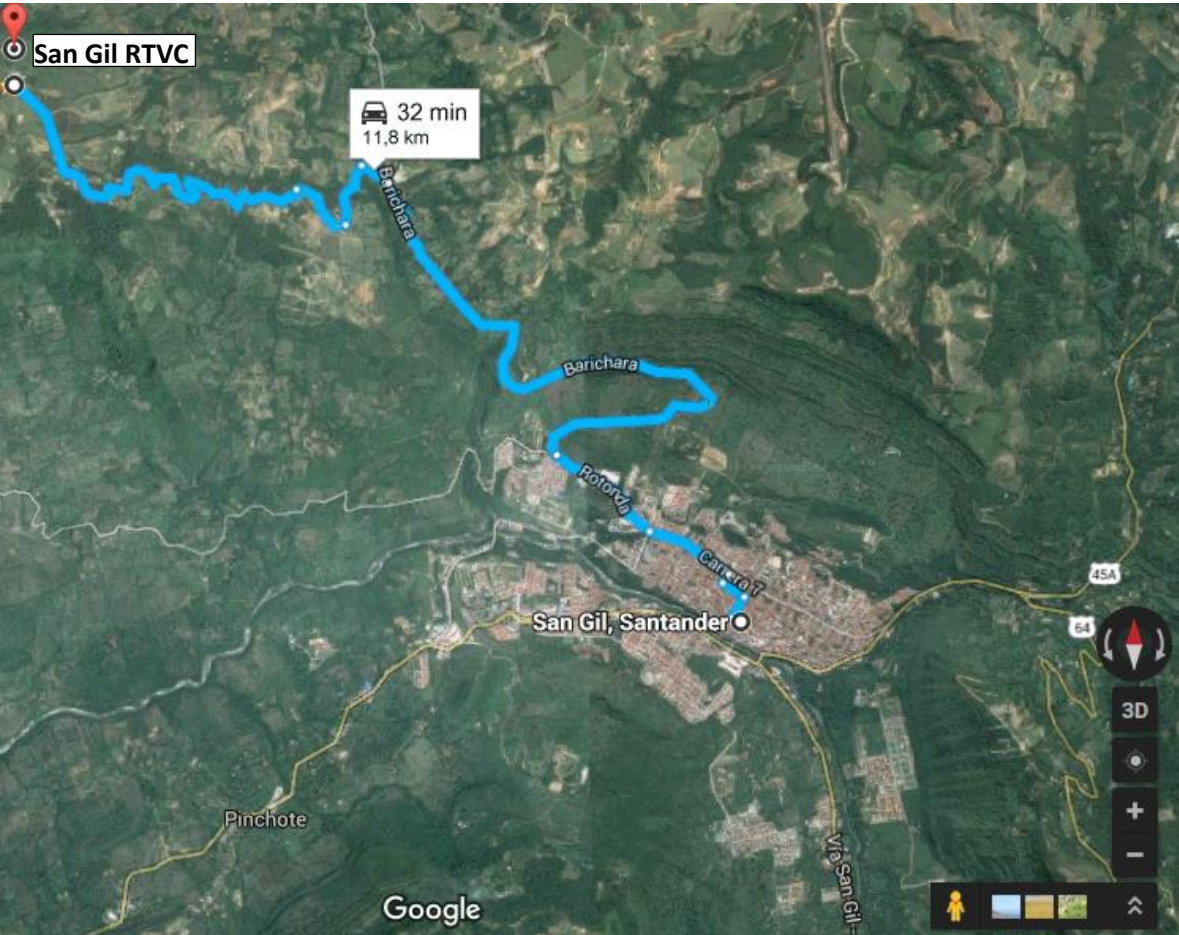 San Gil RTVC
32 min
11,8 km
Barichara
Barichara
Rotonda
Carrera 7
San Gil, Santander
45A
64
3D
Pinchote
Vía San Gil -
Google